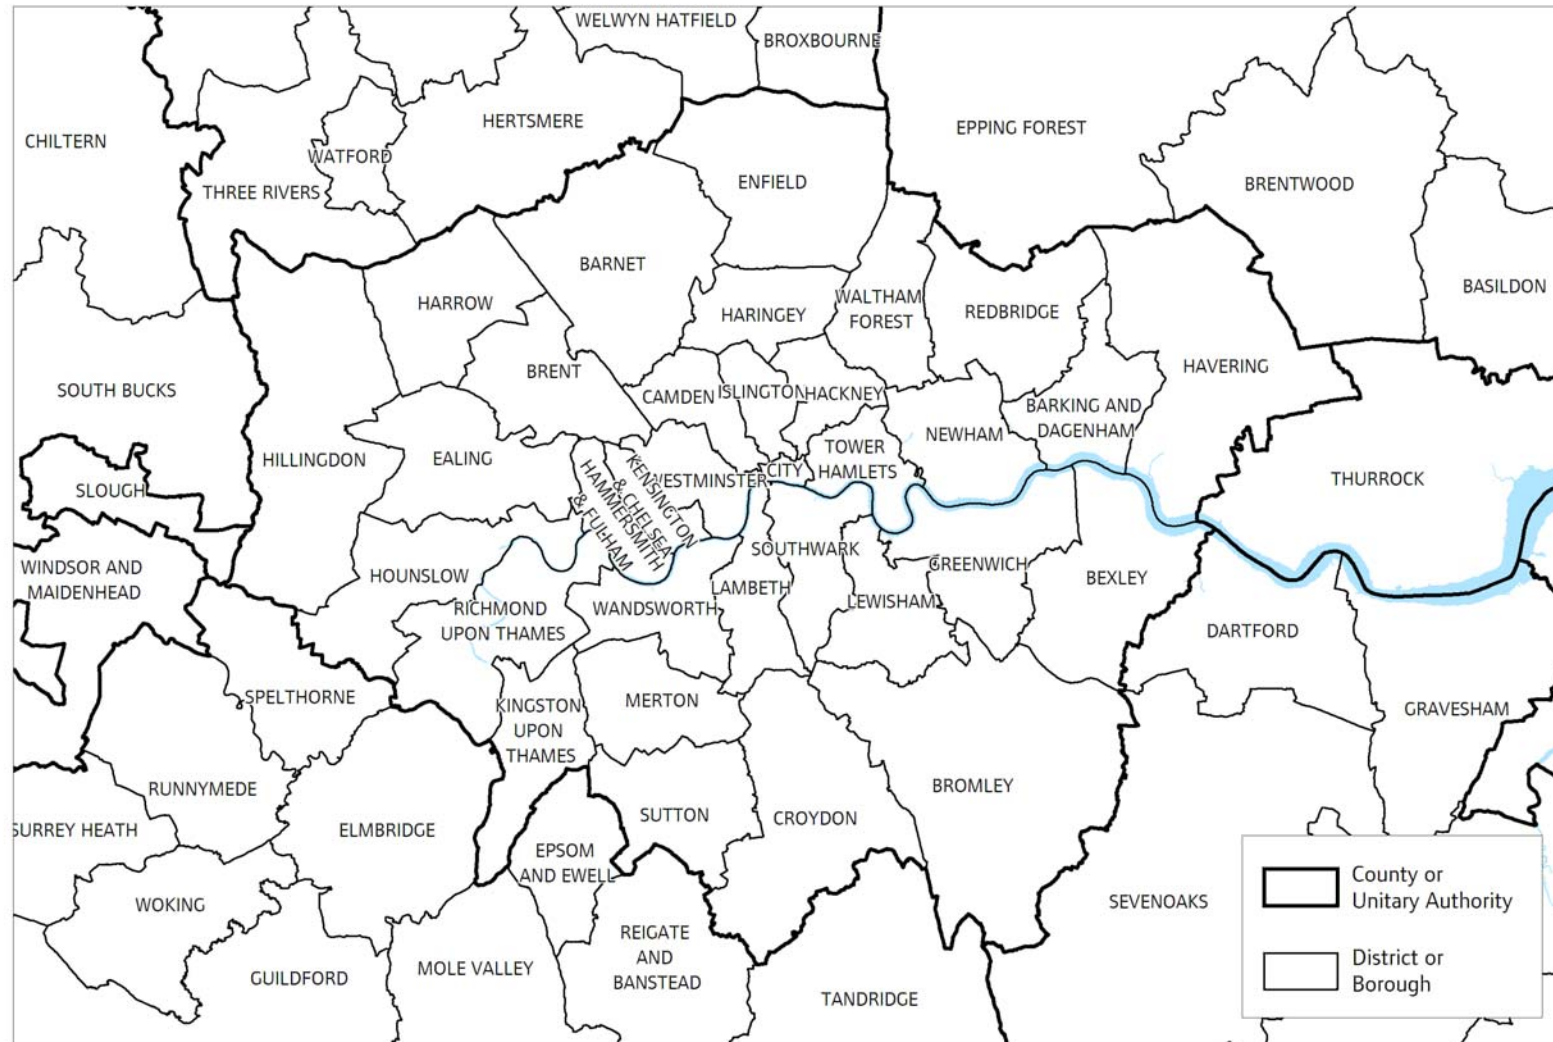 WELWYN HATFIELD
BROXBOURNE
CHILTERN
HERTSMERE
EPPING FOREST
WATFORD
THREE RIVERS
ENFIELD
BRENTWOOD
BARNET
BASILDON
HARROW
HARINGEY
WALTHAM
FOREST
REDBRIDGE
BRENT
HAVERING
SOUTH BUCKS
CAMDEN
ISLINGTON
HACKNEY
BARKING AND
DAGENHAM
NEWHAM
HILLINGDON
EALING
TOWER
HAMLETS
CITY
WESTMINSTER
KENSINGTON
& CHELSEA
HAMMERSMITH
& FULHAM
THURROCK
SLOUGH
WINDSOR AND
MAIDENHEAD
HOUNSLOW
SOUTHWARK
GREENWICH
BEXLEY
LAMBETH
LEWISHAM
RICHMOND
UPON THAMES
WANDSWORTH
DARTFORD
SPELTHORNE
KINGSTON
UPON
THAMES
MERTON
GRAVESHAM
RUNNYMEDE
BROMLEY
SURREY HEATH
ELMBRIDGE
SUTTON
CROYDON
EPSOM
AND EWELL
WOKING
SEVENOAKS
REIGATE
AND
BANSTEAD
GUILDFORD
MOLE VALLEY
TANDRIDGE
County or
Unitary Authority
District or
Borough